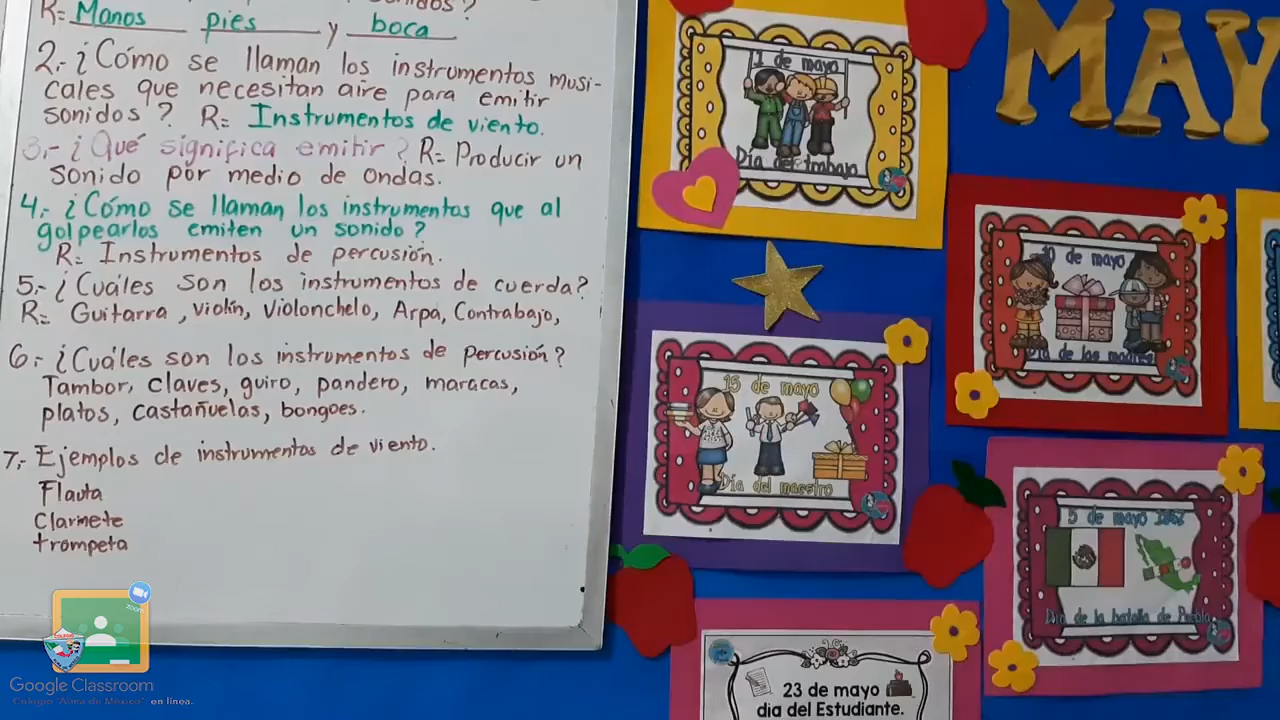 R= Manos pies y boca
2.- ¿Cómo se llaman los instrumentos musi-
cales que necesitan aire para emitir
sonidos? R= Instrumentos de viento.
3.- ¿Qué significa emitir? R= Producir un
sonido por medio de ondas.
4.- ¿Cómo se llaman los instrumentos que al
golpearlos emiten un sonido?
R= Instrumentos de percusión.
5.- ¿Cuáles son los instrumentos de cuerda?
R= Guitarra, violín, Violonchelo, Arpa, Contrabajo,
6.- ¿Cuáles son los instrumentos de percusión?
Tambor, claves, guiro, pandero, maracas,
platos, castañuelas, bongoes.
7.- Ejemplos de instrumentos de viento.
Flauta
Clarinete
trompeta
zoom
Google Classroom
Colegio "Alma de México" en línea.
MAY
1 de mayo
Día del trabajo
10 de mayo
Día de las madres
15 de mayo
Día del maestro
5 de mayo 1862
Día de la batalla de Puebla
23 de mayo
dia del Estudiante.